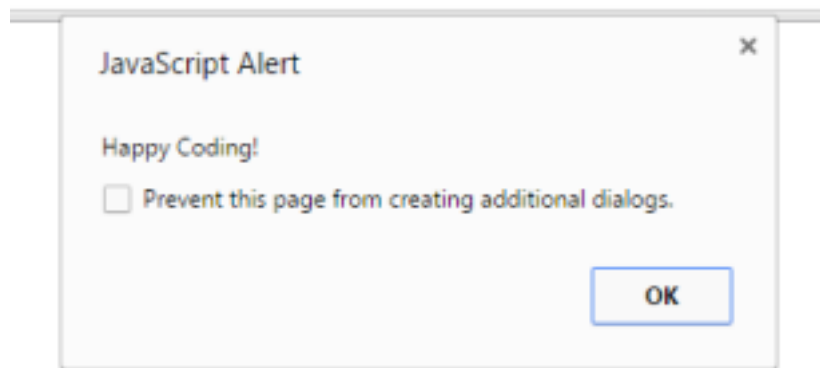 JavaScript Alert
Happy Coding!
Prevent this page from creating additional dialogs.
OK